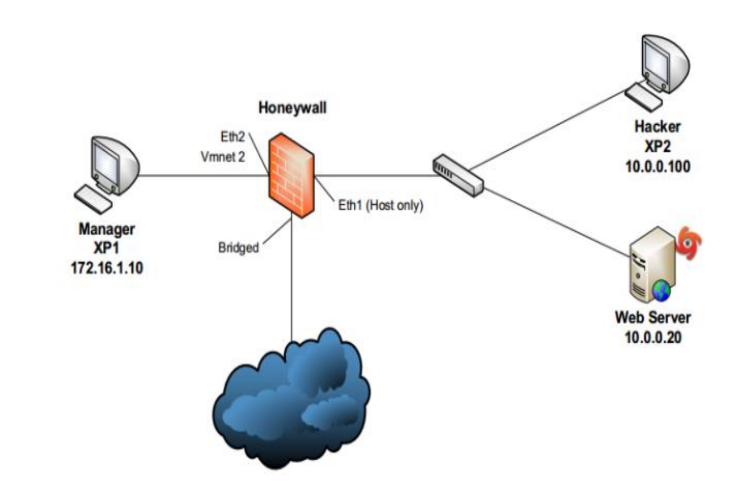 Honeywall
Eth2
Vmnet 2
Eth1 (Host only)
Bridged
Manager
XP1
172.16.1.10
Hacker
XP2
10.0.0.100
Web Server
10.0.0.20